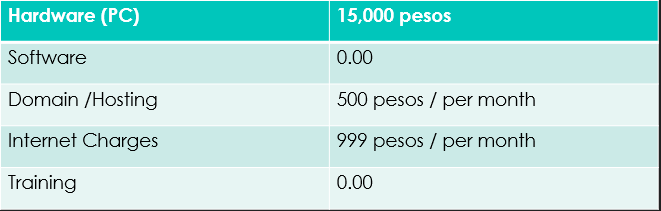 Hardware (PC) 15,000 pesos
Software 0.00
Domain /Hosting 500 pesos / per month
Internet Charges 999 pesos / per month
Training 0.00